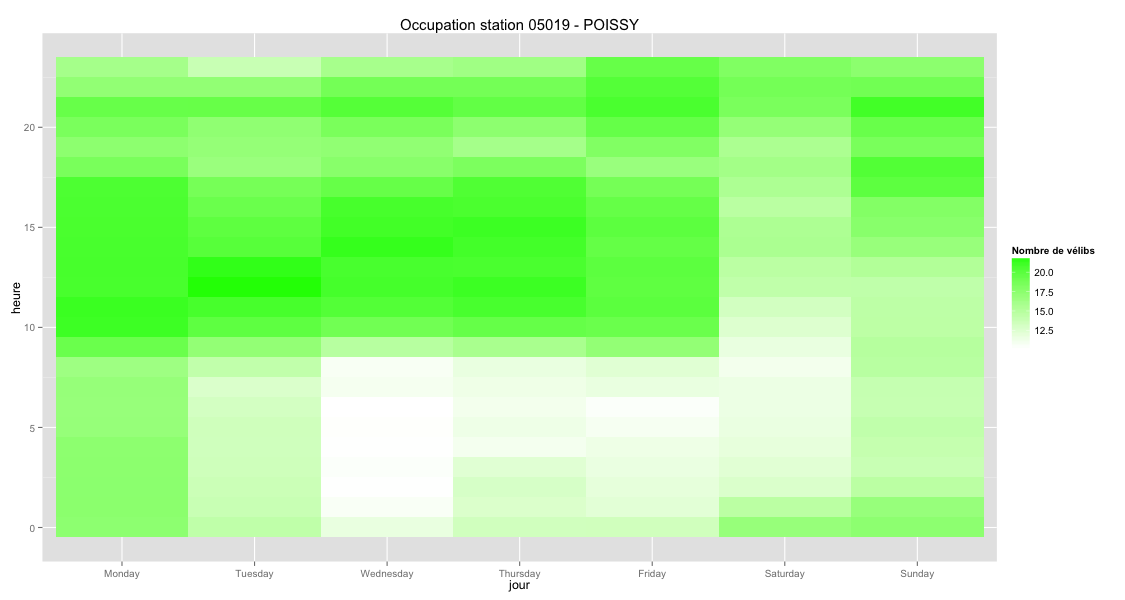 Occupation station 05019 - POISSY
heure
20
15
10
5
0
Monday Tuesday Wednesday Thursday Friday Saturday Sunday
jour
Nombre de vélibs
20.0
17.5
15.0
12.5